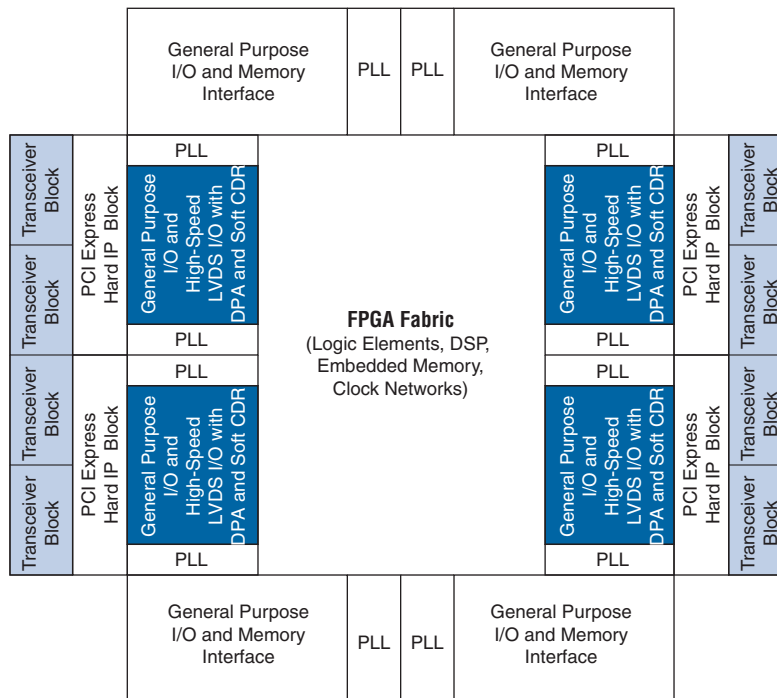 General Purpose
I/O and Memory
Interface
PLL
PLL
General Purpose
I/O and Memory
Interface
Transceiver
Block
Transceiver
Block
PCI Express
Hard IP Block
PLL
General Purpose
I/O and
High-Speed
LVDS I/O with
DPA and Soft CDR
PLL
Transceiver
Block
Transceiver
Block
PCI Express
Hard IP Block
PLL
General Purpose
I/O and
High-Speed
LVDS I/O with
DPA and Soft CDR
PLL
FPGA Fabric
(Logic Elements, DSP,
Embedded Memory,
Clock Networks)
PLL
General Purpose
I/O and
High-Speed
LVDS I/O with
DPA and Soft CDR
PLL
PCI Express
Hard IP Block
Transceiver
Block
Transceiver
Block
PLL
General Purpose
I/O and
High-Speed
LVDS I/O with
DPA and Soft CDR
PLL
PCI Express
Hard IP Block
Transceiver
Block
Transceiver
Block
General Purpose
I/O and Memory
Interface
PLL
PLL
General Purpose
I/O and Memory
Interface